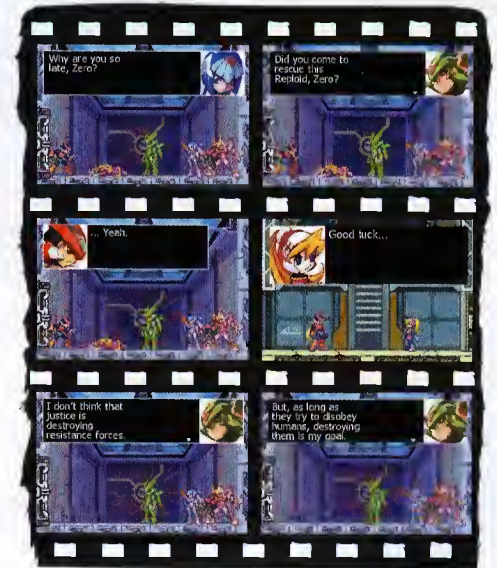 Why are you so
late, Zero?
Did you come to
rescue this
Reploid, Zero?
... Yeah.
Good luck...
I don't think that
justice is
destroying
resistance forces.
But, as long as
they try to disobey
humans, destroying
them is my goal.